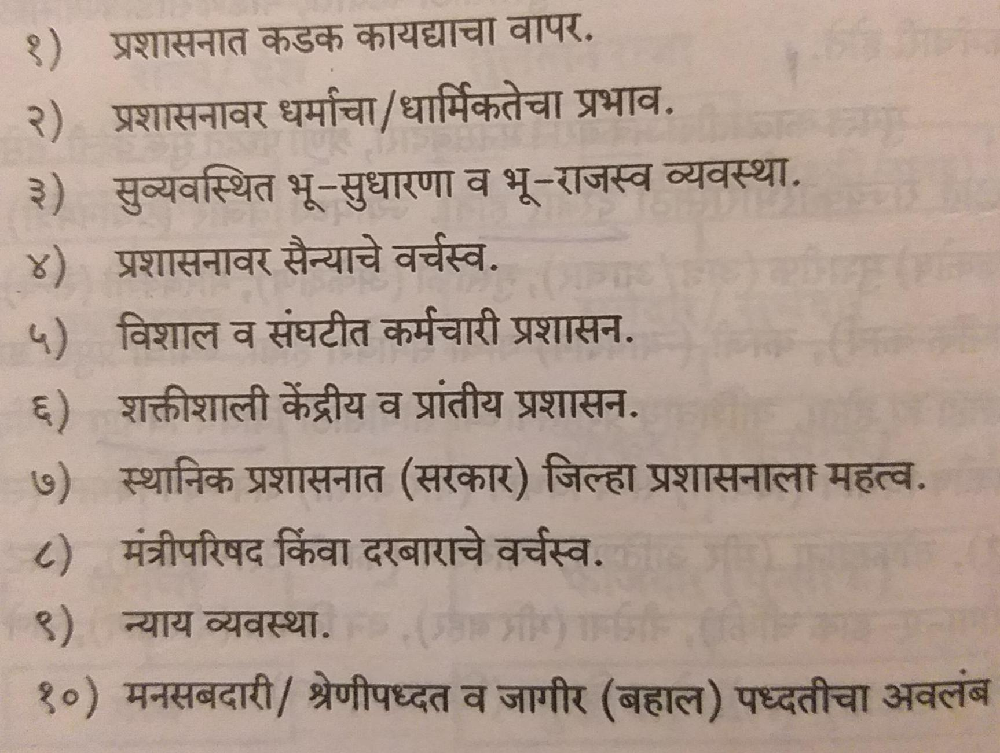 १) प्रशासनात कडक कायद्याचा वापर.
२) प्रशासनावर धर्माचा/धार्मिकतेचा प्रभाव.
३) सुव्यवस्थित भू-सुधारणा व भू-राजस्व व्यवस्था.
४) प्रशासनावर सैन्याचे वर्चस्व.
५) विशाल व संघटीत कर्मचारी प्रशासन.
६) शक्तीशाली केंद्रीय व प्रांतीय प्रशासन.
७) स्थानिक प्रशासनात (सरकार) जिल्हा प्रशासनाला महत्व.
८) मंत्रीपरिषद किंवा दरबाराचे वर्चस्व.
९) न्याय व्यवस्था.
१०) मनसबदारी/ श्रेणीपध्दत व जागीर (बहाल) पध्दतीचा अवलंब